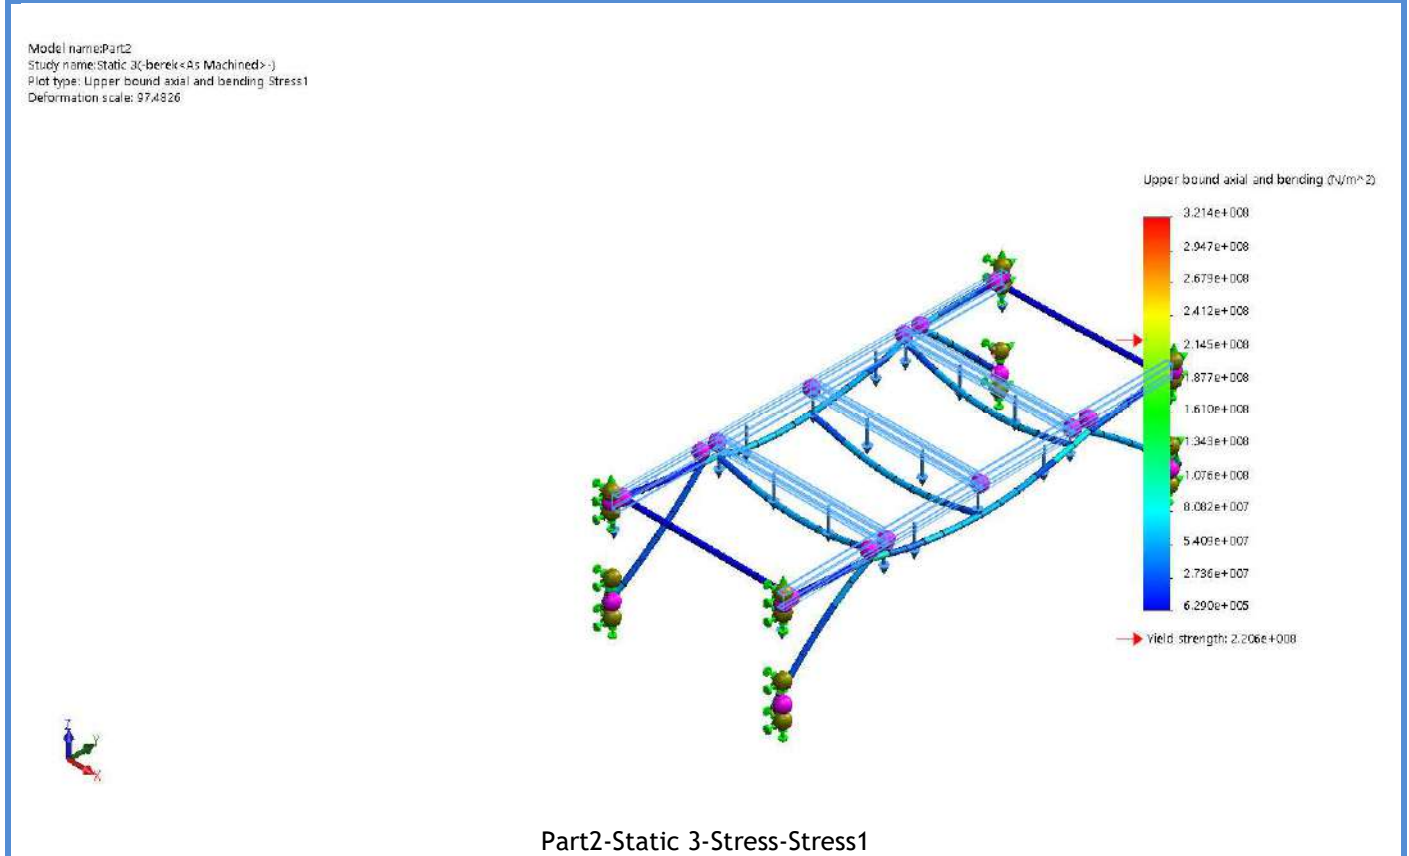 Model name:Part2
Study name:Static 3(-berek<As Machined>-)
Plot type: Upper bound axial and bending Stress1
Deformation scale: 97.4826
Upper bound axial and bending (N/m^2)
3.214e+008
2.947e+008
2.679e+008
2.412e+008
2.145e+008
1.877e+008
1.610e+008
1.343e+008
1.076e+008
8.082e+007
5.409e+007
2.736e+007
6.290e+005
Yield strength: 2.206e+008
Z
Y
X
Part2-Static 3-Stress-Stress1